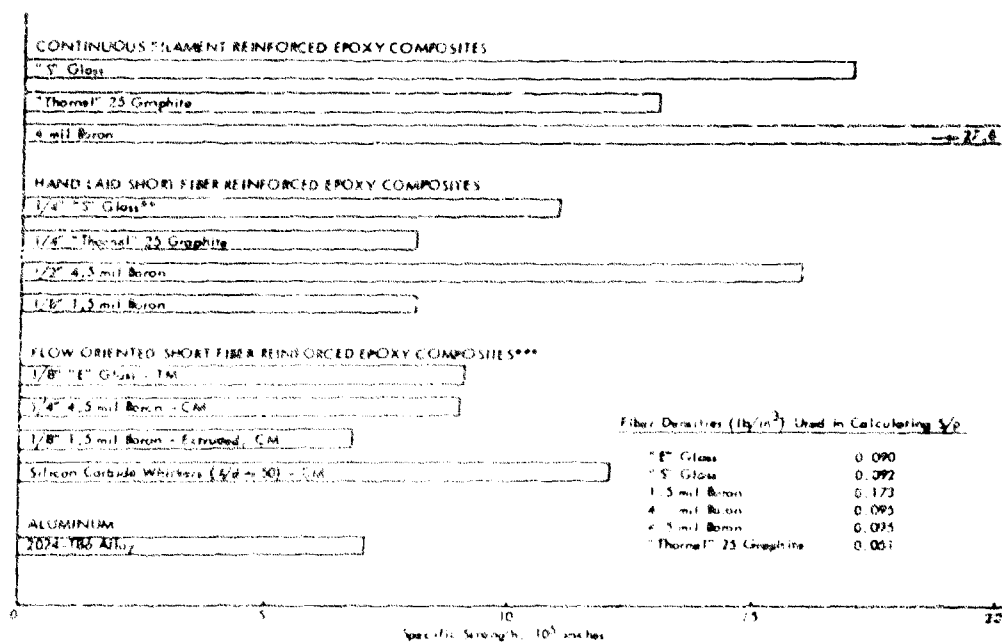 CONTINUOUS FILAMENT REINFORCED EPOXY COMPOSITES
"S" Glass
"Thornel" 25 Graphite
4 mil Boron
27.8
HAND LAID SHORT FIBER REINFORCED EPOXY COMPOSITES
1/4" "S" Glass**
1/4" "Thornel" 25 Graphite
1/2" 4.5 mil Boron
1/8" 1.5 mil Boron
FLOW ORIENTED SHORT FIBER REINFORCED EPOXY COMPOSITES***
1/8" "E" Glass - TM
1/4" 4.5 mil Boron - CM
1/8" 1.5 mil Boron - Extruded, CM
Silicon Carbide Whiskers (ℓ/d ≈ 50) - CM
ALUMINUM
2024-T86 Alloy
Fiber Densities (lb/in³) Used in Calculating S/ρ
"E" Glass 0.090
"S" Glass 0.092
1.5 mil Boron 0.173
4 mil Boron 0.095
4.5 mil Boron 0.095
"Thornel" 25 Graphite 0.051
0 5 10 15 20
Specific Strength, 10⁵ inches